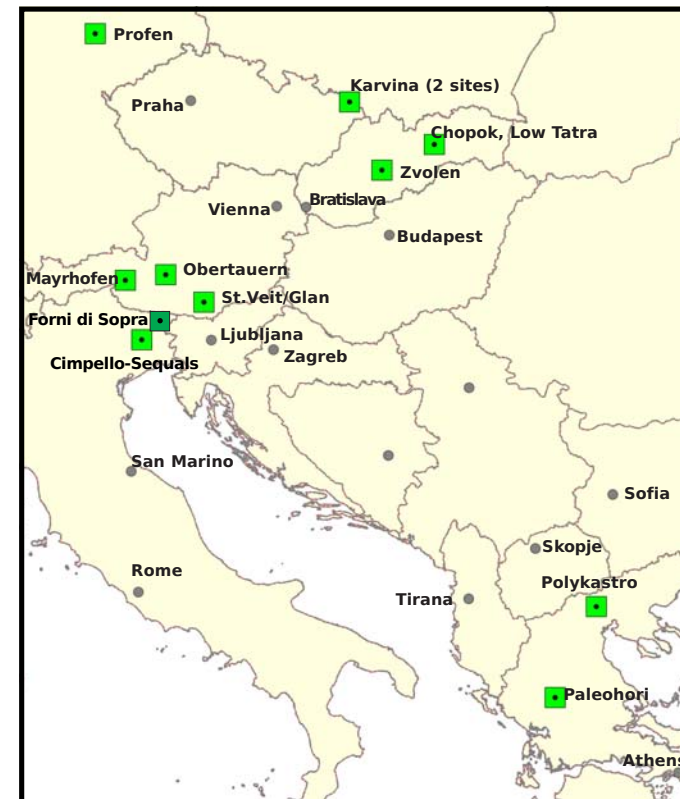 Profen
Karvina (2 sites)
Praha
Chopok, Low Tatra
Zvolen
Bratislava
Vienna
Budapest
Obertauern
Mayrhofen
St.Veit/Glan
Forni di Sopra
Ljubljana
Zagreb
Cimpello-Sequals
San Marino
Sofia
Skopje
Rome
Polykastro
Tirana
Paleohori
Athens